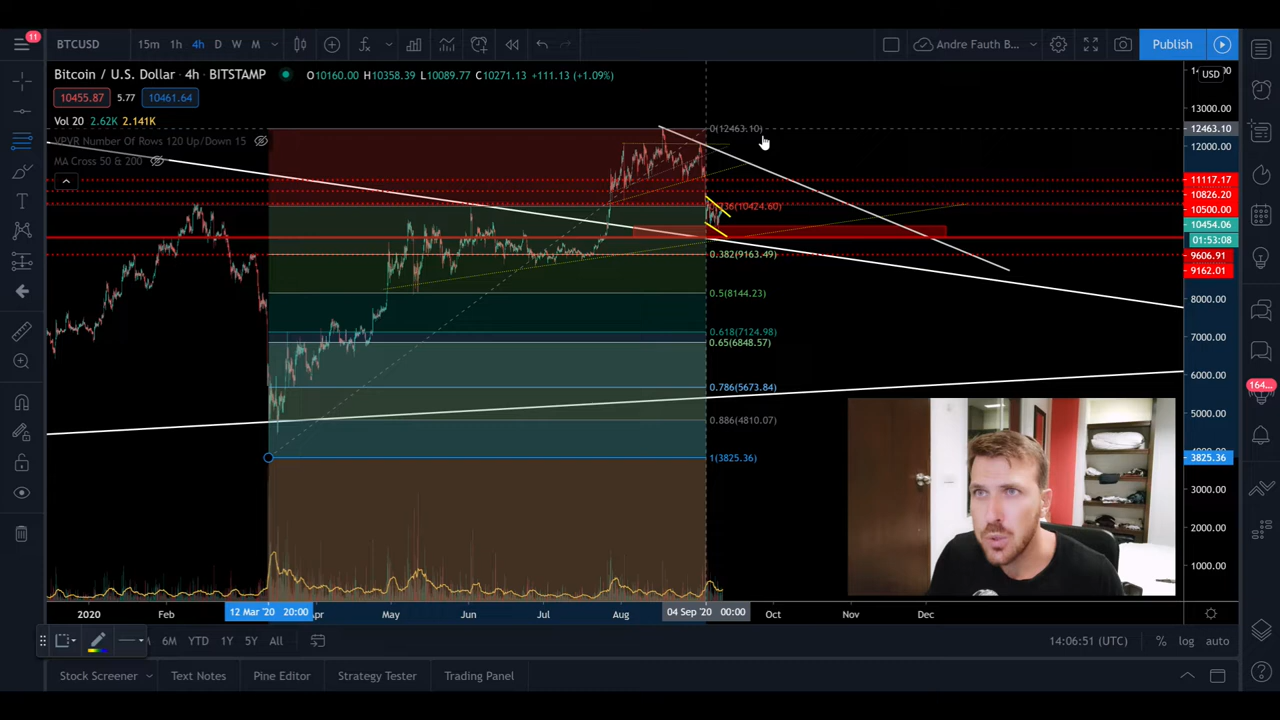 11
BTCUSD
15m 1h 4h D W M
Andre Fauth B...
Publish
Bitcoin / U.S. Dollar · 4h · BITSTAMP
O10160.00 H10358.39 L10089.77 C10271.13 +111.13 (+1.09%)
USD
10455.87 5.77 10461.64
13000.00
Vol 20 2.62K 2.141K
0(12463.10)
12463.10
VPVR Number Of Rows 120 Up/Down 15
12000.00
MA Cross 50 & 200
11117.17
10826.20
10500.00
10454.06
01:53:08
0.382(9163.49)
9606.91
9162.01
0.5(8144.23)
8000.00
0.618(7124.98)
7000.00
0.65(6848.57)
6000.00
0.786(5673.84)
164...
5000.00
0.886(4810.07)
1(3825.36)
3825.36
3000.00
2000.00
1000.00
0.00
2020 Feb 12 Mar '20 20:00 Apr May Jun Jul Aug 04 Sep '20 00:00 Oct Nov Dec
6M YTD 1Y 5Y All
14:06:51 (UTC) % log auto
Stock Screener Text Notes Pine Editor Strategy Tester Trading Panel